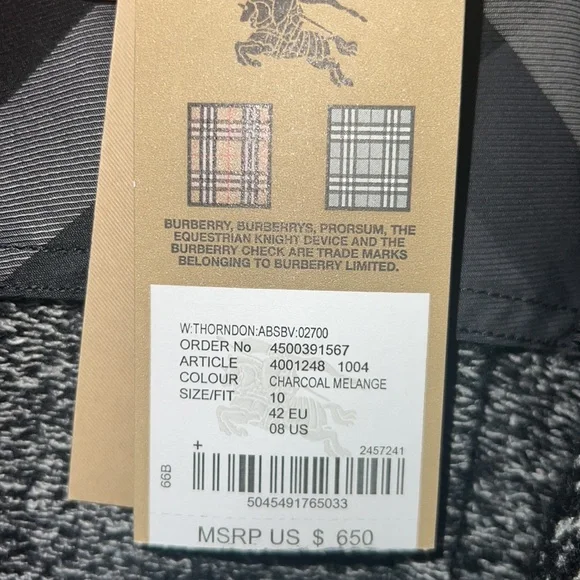 BURBERRY, BURBERRYS, PRORSUM, THE
EQUESTRIAN KNIGHT DEVICE AND THE
BURBERRY CHECK ARE TRADE MARKS
BELONGING TO BURBERRY LIMITED.
W:THORNDON:ABSBV:02700
ORDER No 4500391567
ARTICLE 4001248 1004
COLOUR CHARCOAL MELANGE
SIZE/FIT 10
42 EU
08 US
+
2457241
66B
5045491765033
MSRP US $ 650